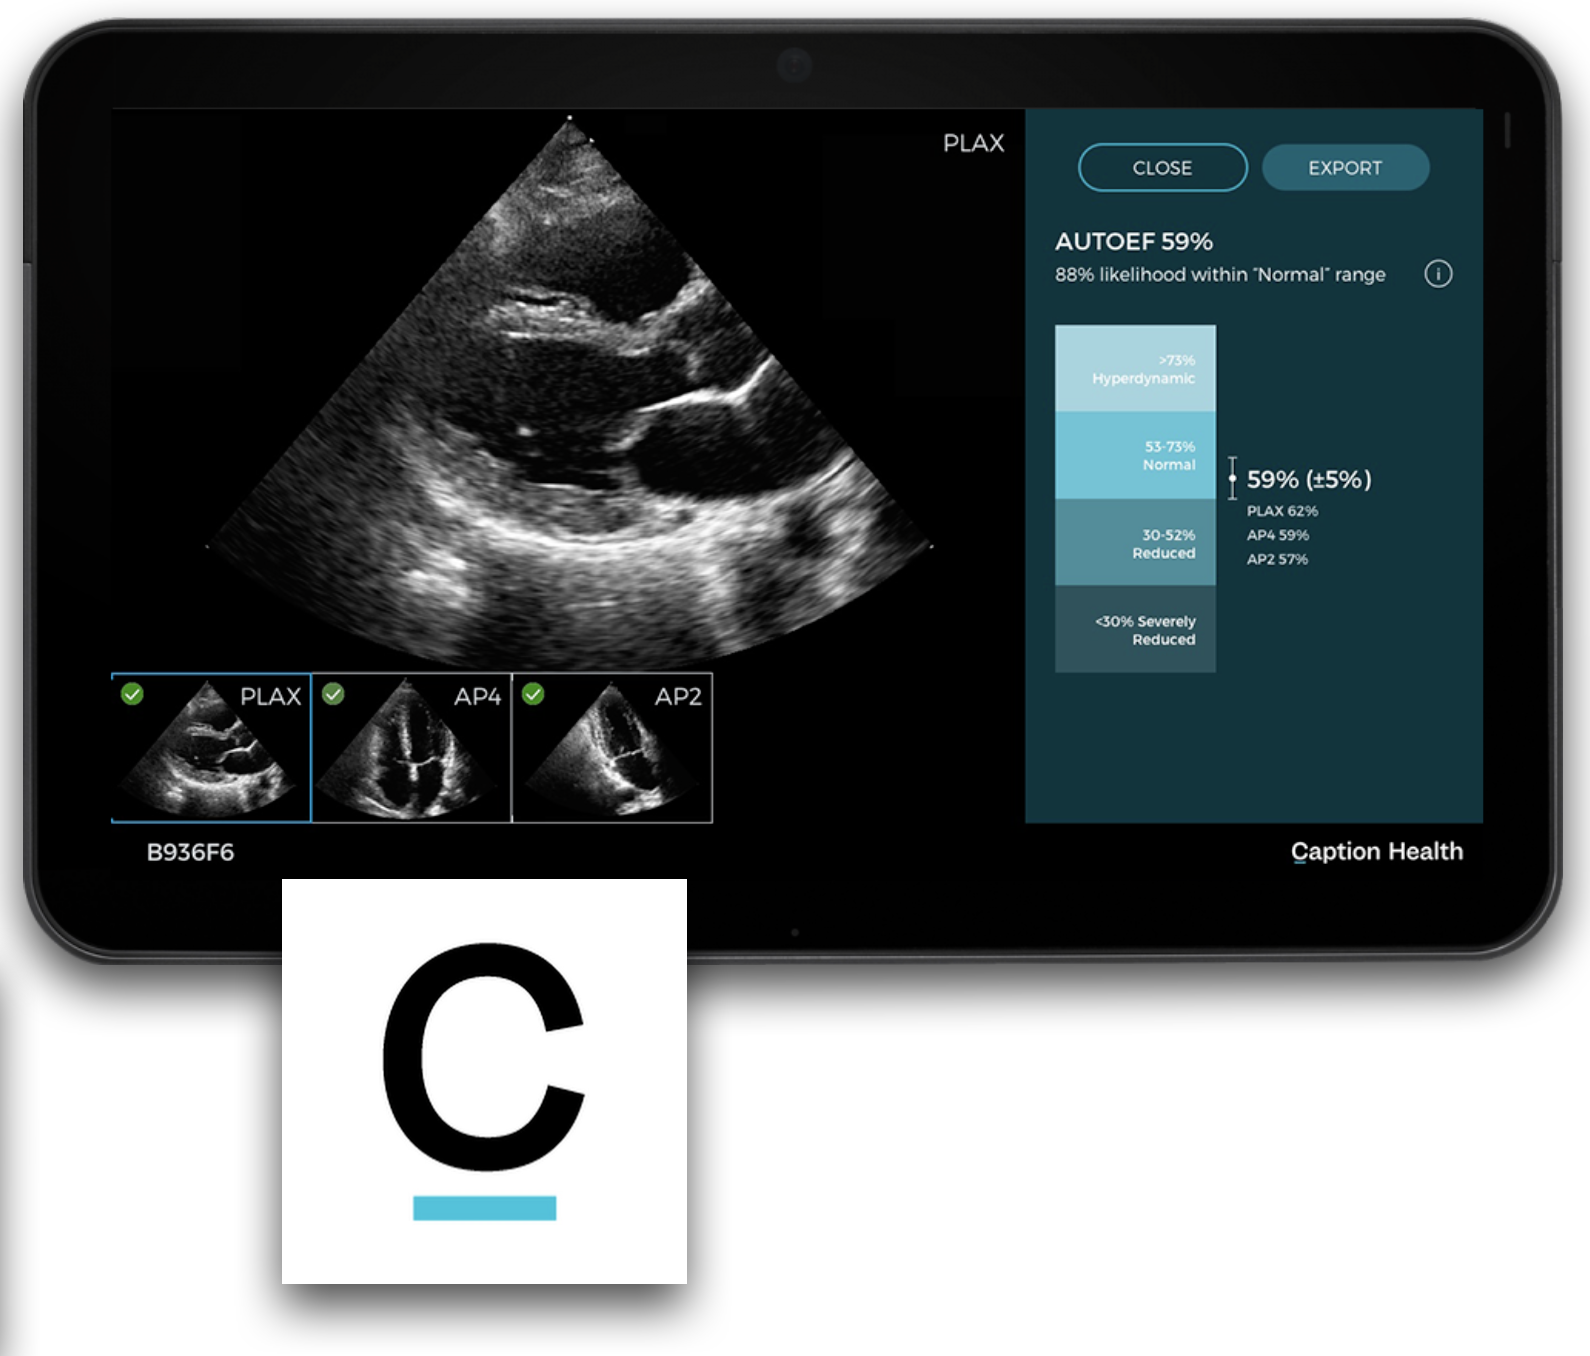 PLAX
CLOSE
EXPORT
AUTOEF 59%
88% likelihood within "Normal" range
i
>73%
Hyperdynamic
53-73%
Normal
30-52%
Reduced
<30% Severely
Reduced
59% (±5%)
PLAX 62%
AP4 59%
AP2 57%
PLAX
AP4
AP2
B936F6
Caption Health
C